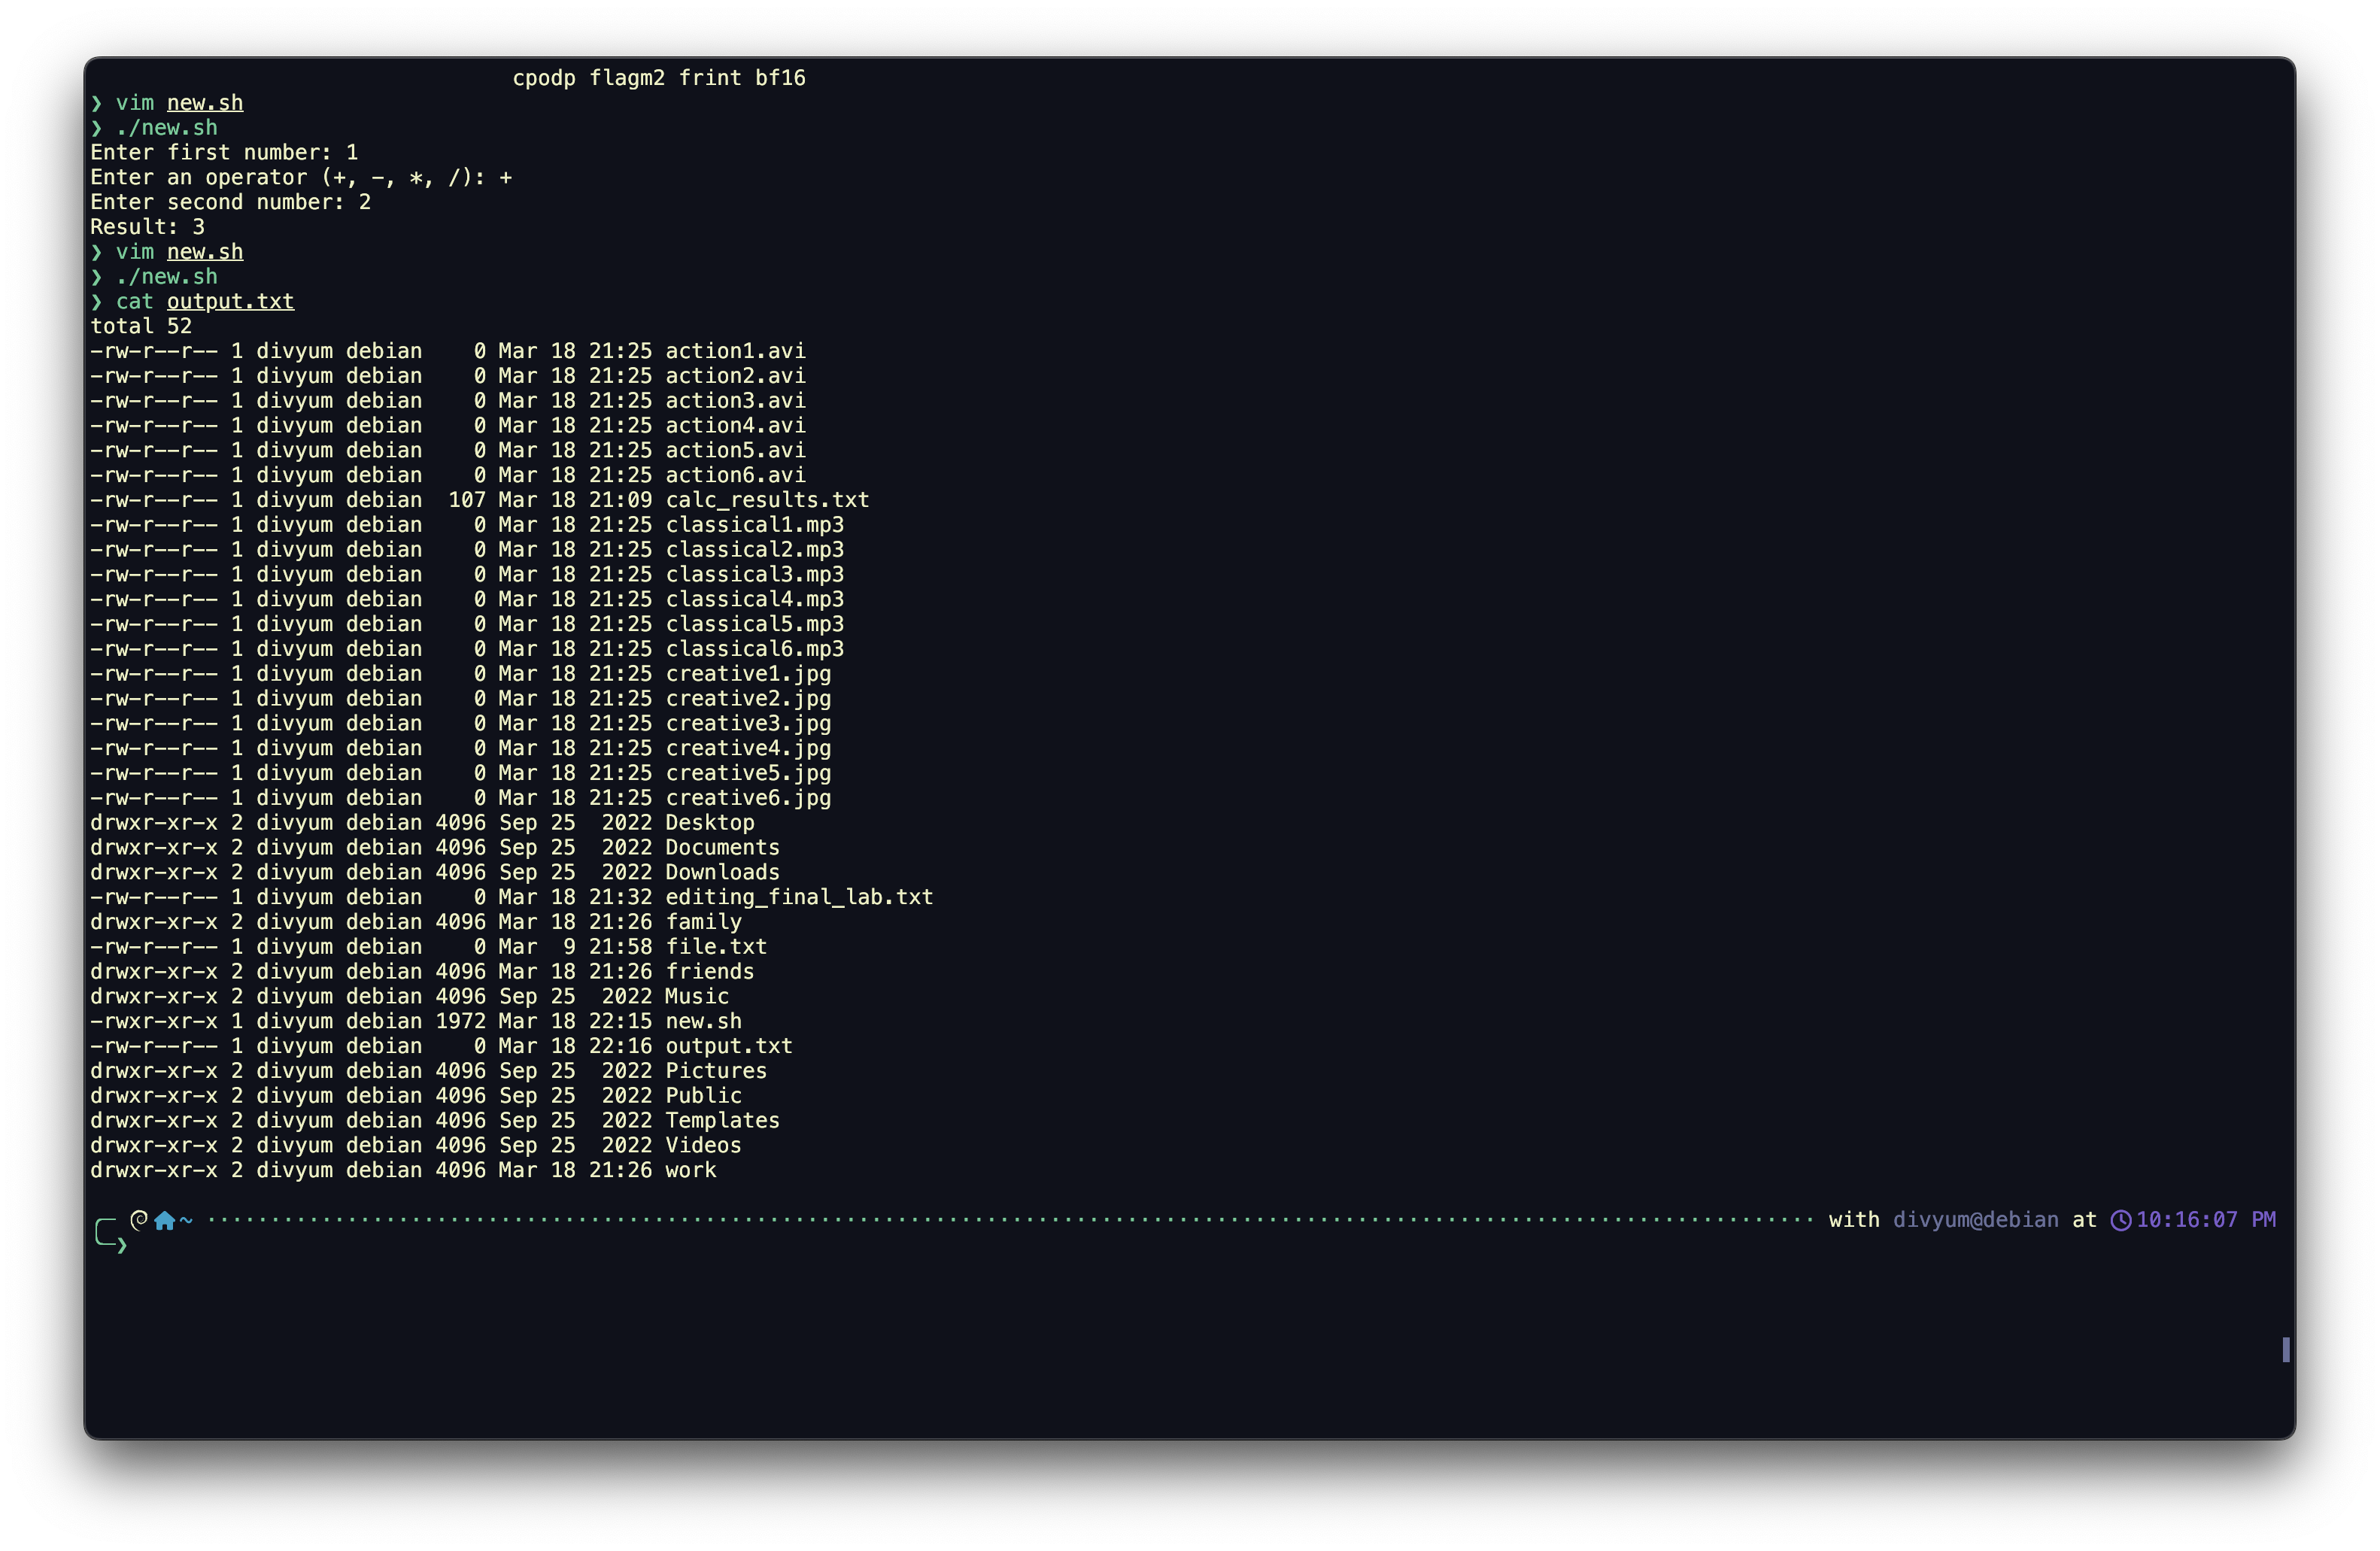 cpodp flagm2 frint bf16
❯ vim new.sh
❯ ./new.sh
Enter first number: 1
Enter an operator (+, -, *, /): +
Enter second number: 2
Result: 3
❯ vim new.sh
❯ ./new.sh
❯ cat output.txt
total 52
-rw-r--r-- 1 divyum debian    0 Mar 18 21:25 action1.avi
-rw-r--r-- 1 divyum debian    0 Mar 18 21:25 action2.avi
-rw-r--r-- 1 divyum debian    0 Mar 18 21:25 action3.avi
-rw-r--r-- 1 divyum debian    0 Mar 18 21:25 action4.avi
-rw-r--r-- 1 divyum debian    0 Mar 18 21:25 action5.avi
-rw-r--r-- 1 divyum debian    0 Mar 18 21:25 action6.avi
-rw-r--r-- 1 divyum debian  107 Mar 18 21:09 calc_results.txt
-rw-r--r-- 1 divyum debian    0 Mar 18 21:25 classical1.mp3
-rw-r--r-- 1 divyum debian    0 Mar 18 21:25 classical2.mp3
-rw-r--r-- 1 divyum debian    0 Mar 18 21:25 classical3.mp3
-rw-r--r-- 1 divyum debian    0 Mar 18 21:25 classical4.mp3
-rw-r--r-- 1 divyum debian    0 Mar 18 21:25 classical5.mp3
-rw-r--r-- 1 divyum debian    0 Mar 18 21:25 classical6.mp3
-rw-r--r-- 1 divyum debian    0 Mar 18 21:25 creative1.jpg
-rw-r--r-- 1 divyum debian    0 Mar 18 21:25 creative2.jpg
-rw-r--r-- 1 divyum debian    0 Mar 18 21:25 creative3.jpg
-rw-r--r-- 1 divyum debian    0 Mar 18 21:25 creative4.jpg
-rw-r--r-- 1 divyum debian    0 Mar 18 21:25 creative5.jpg
-rw-r--r-- 1 divyum debian    0 Mar 18 21:25 creative6.jpg
drwxr-xr-x 2 divyum debian 4096 Sep 25  2022 Desktop
drwxr-xr-x 2 divyum debian 4096 Sep 25  2022 Documents
drwxr-xr-x 2 divyum debian 4096 Sep 25  2022 Downloads
-rw-r--r-- 1 divyum debian    0 Mar 18 21:32 editing_final_lab.txt
drwxr-xr-x 2 divyum debian 4096 Mar 18 21:26 family
-rw-r--r-- 1 divyum debian    0 Mar  9 21:58 file.txt
drwxr-xr-x 2 divyum debian 4096 Mar 18 21:26 friends
drwxr-xr-x 2 divyum debian 4096 Sep 25  2022 Music
-rwxr-xr-x 1 divyum debian 1972 Mar 18 22:15 new.sh
-rw-r--r-- 1 divyum debian    0 Mar 18 22:16 output.txt
drwxr-xr-x 2 divyum debian 4096 Sep 25  2022 Pictures
drwxr-xr-x 2 divyum debian 4096 Sep 25  2022 Public
drwxr-xr-x 2 divyum debian 4096 Sep 25  2022 Templates
drwxr-xr-x 2 divyum debian 4096 Sep 25  2022 Videos
drwxr-xr-x 2 divyum debian 4096 Mar 18 21:26 work
~ with divyum@debian at 10:16:07 PM
❯